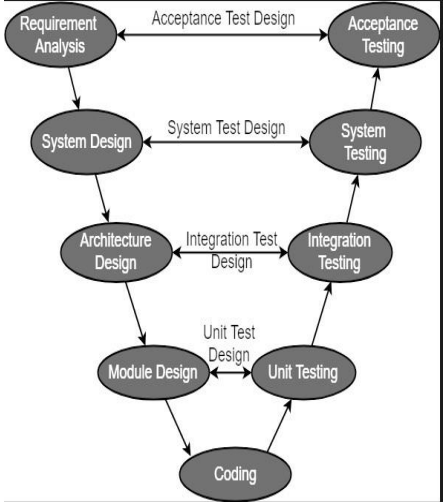 Requirement
Analysis
Acceptance Test Design
Acceptance
Testing
System Design
System Test Design
System
Testing
Architecture
Design
Integration Test
Design
Integration
Testing
Module Design
Unit Test
Design
Unit Testing
Coding